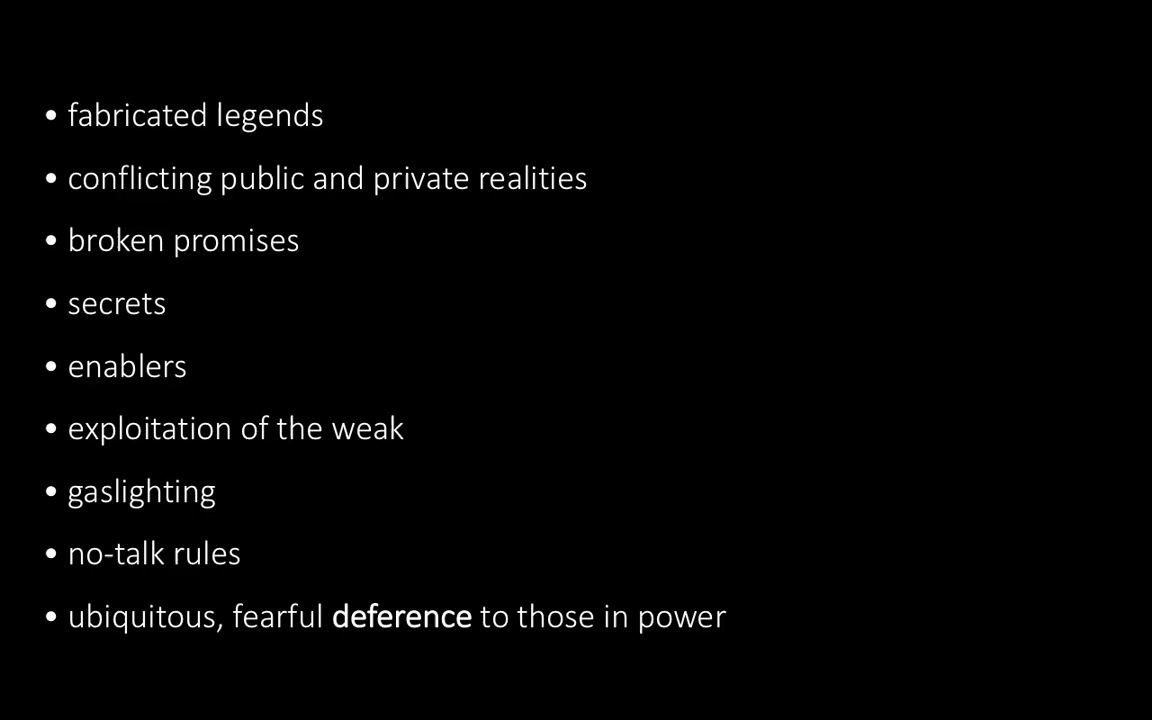 • fabricated legends
• conflicting public and private realities
• broken promises
• secrets
• enablers
• exploitation of the weak
• gaslighting
• no-talk rules
• ubiquitous, fearful deference to those in power